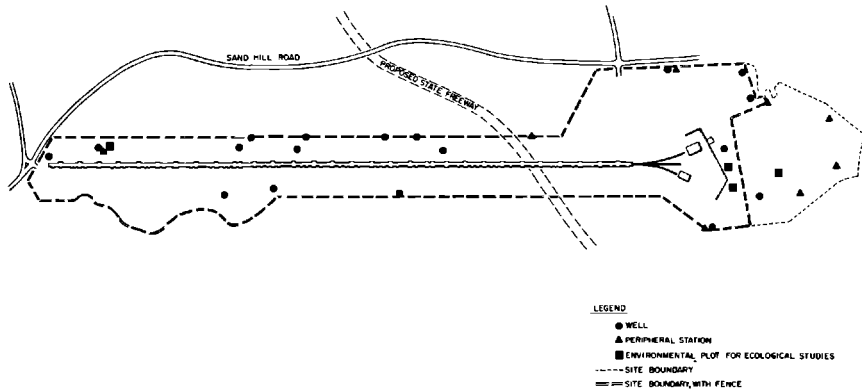 SAND HILL ROAD
PROPOSED STATE FREEWAY
LEGEND
WELL
PERIPHERAL STATION
ENVIRONMENTAL PLOT FOR ECOLOGICAL STUDIES
SITE BOUNDARY
SITE BOUNDARY, WITH FENCE